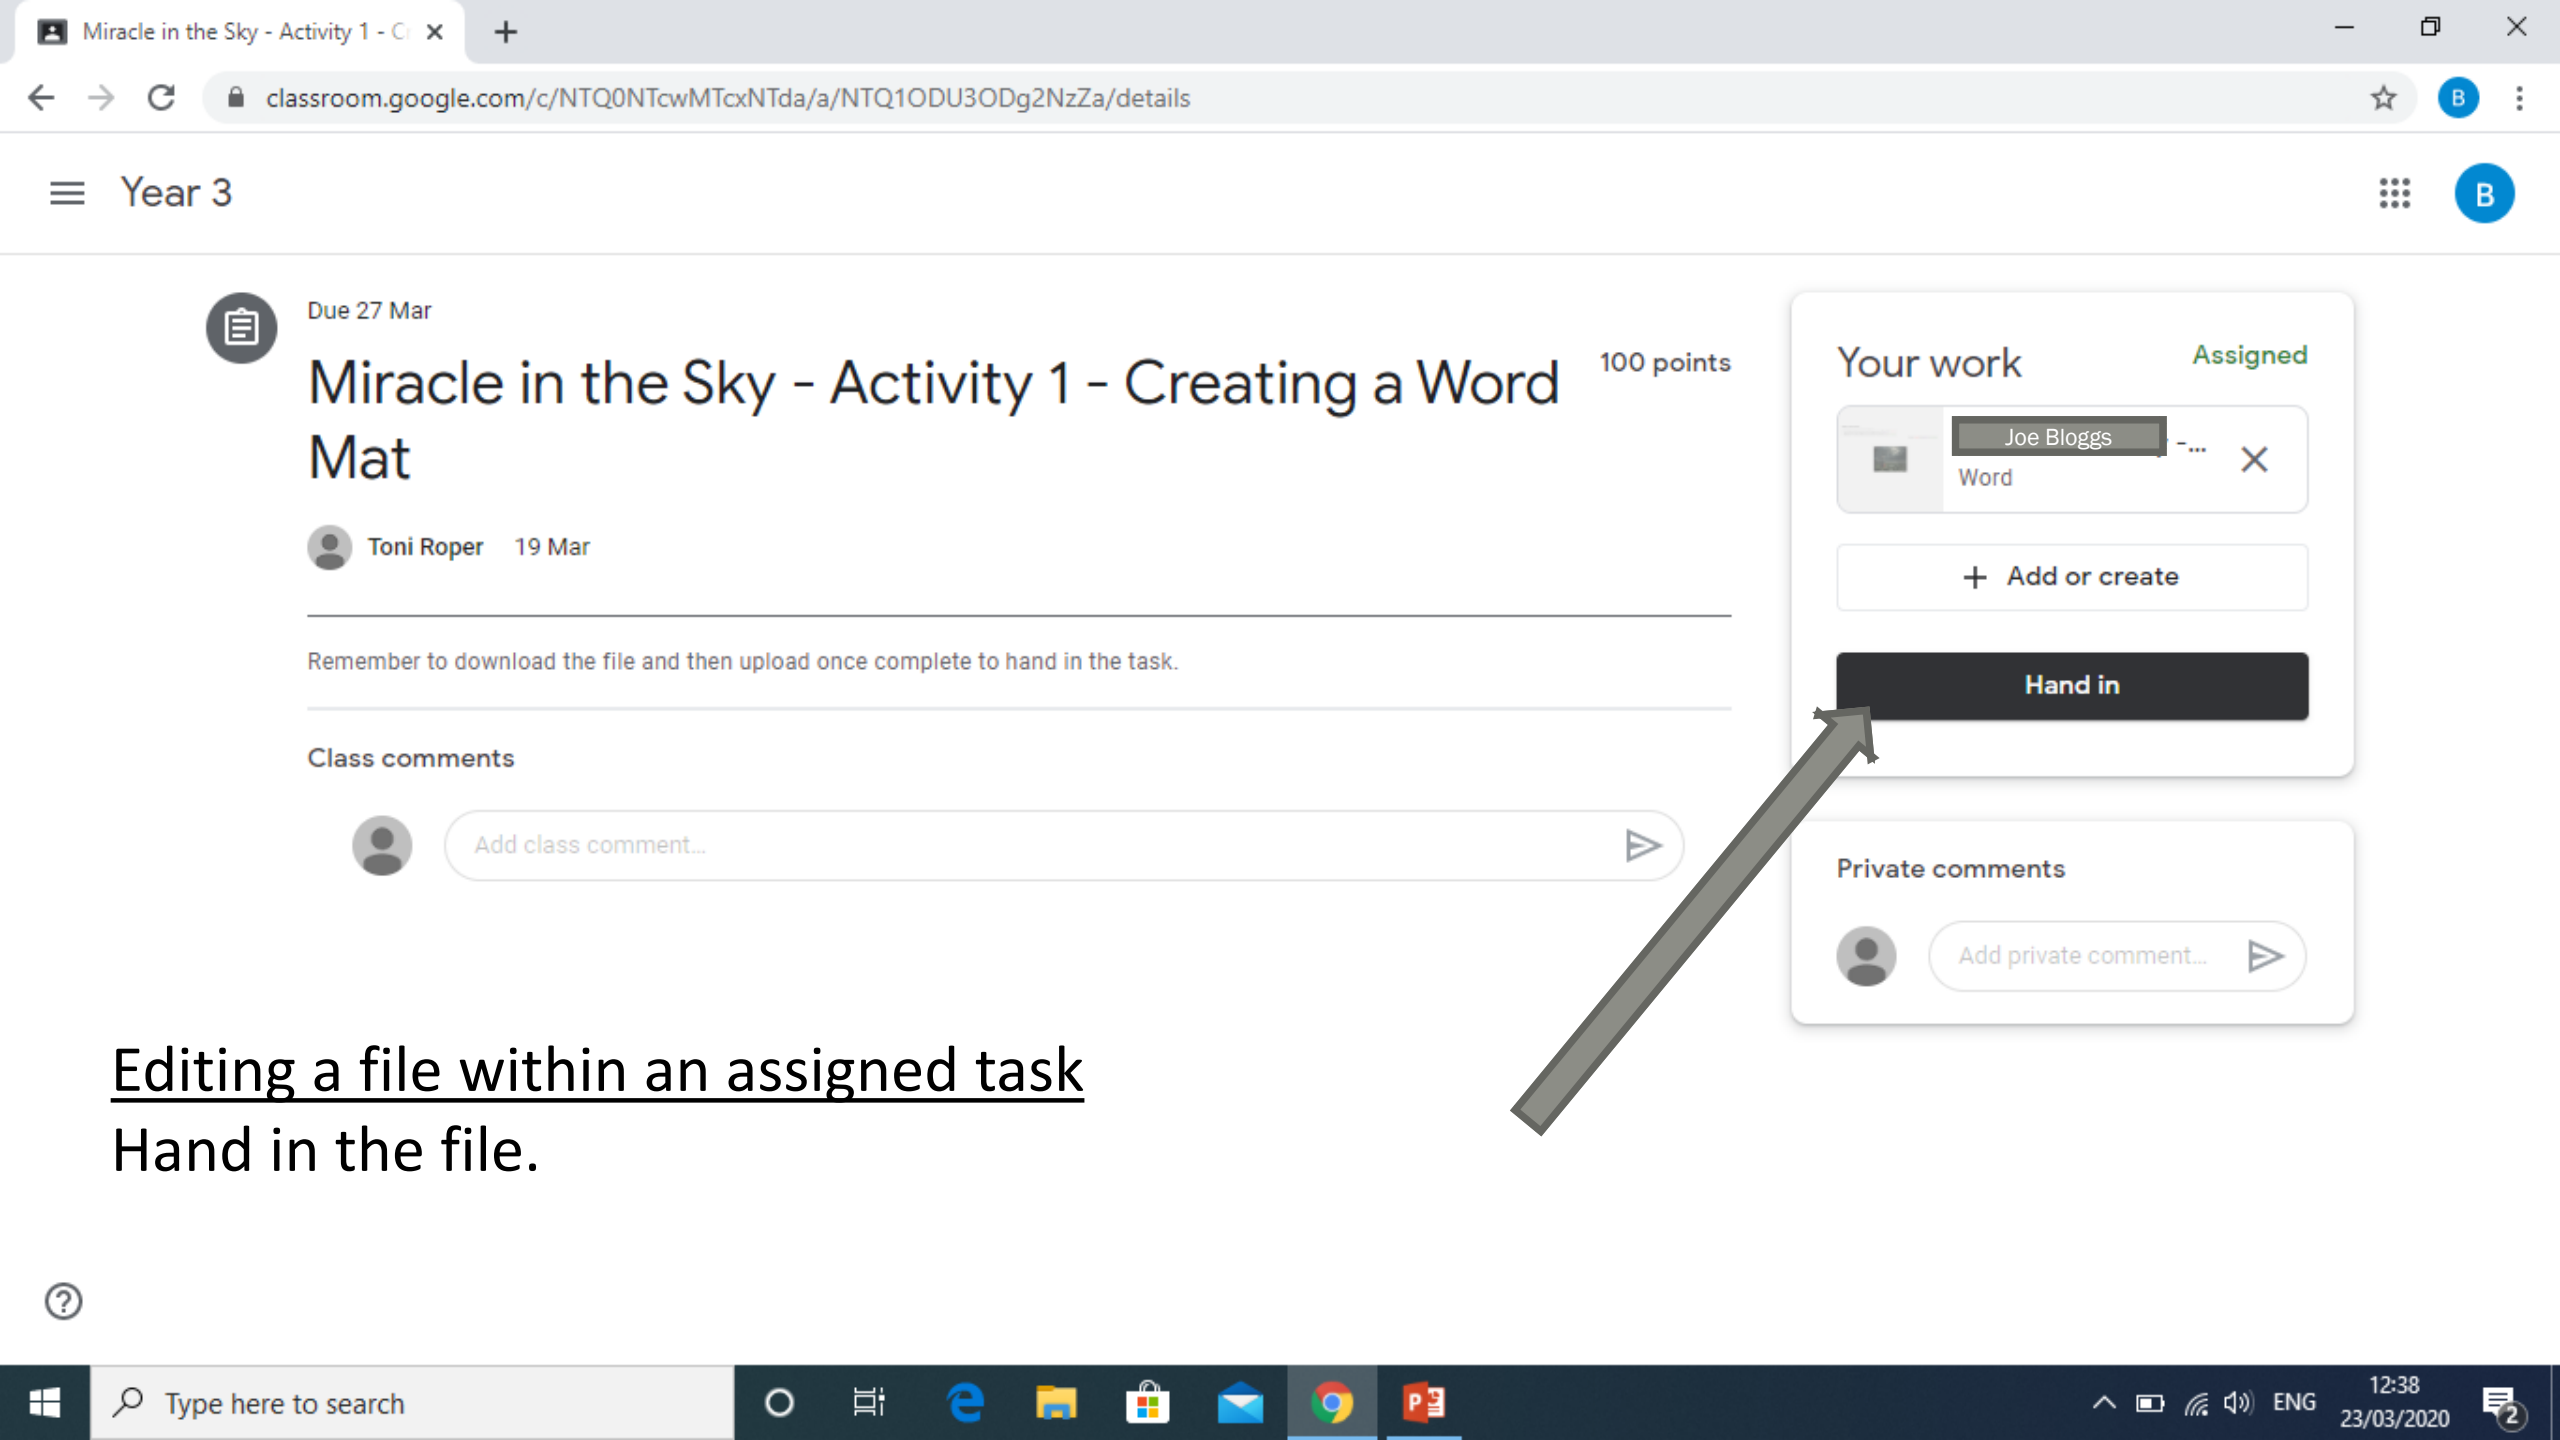 Miracle in the Sky - Activity 1 - Cr
classroom.google.com/c/NTQ0NTcwMTcxNTda/a/NTQ1ODU3ODg2NzZa/details
B
Year 3
B
Due 27 Mar
Miracle in the Sky - Activity 1 - Creating a Word
Mat
100 points
Toni Roper 19 Mar
Remember to download the file and then upload once complete to hand in the task.
Class comments
Add class comment...
Your work
Assigned
Joe Bloggs -...
Word
+ Add or create
Hand in
Private comments
Add private comment...
Editing a file within an assigned task
Hand in the file.
Type here to search
ENG
12:38
23/03/2020
2